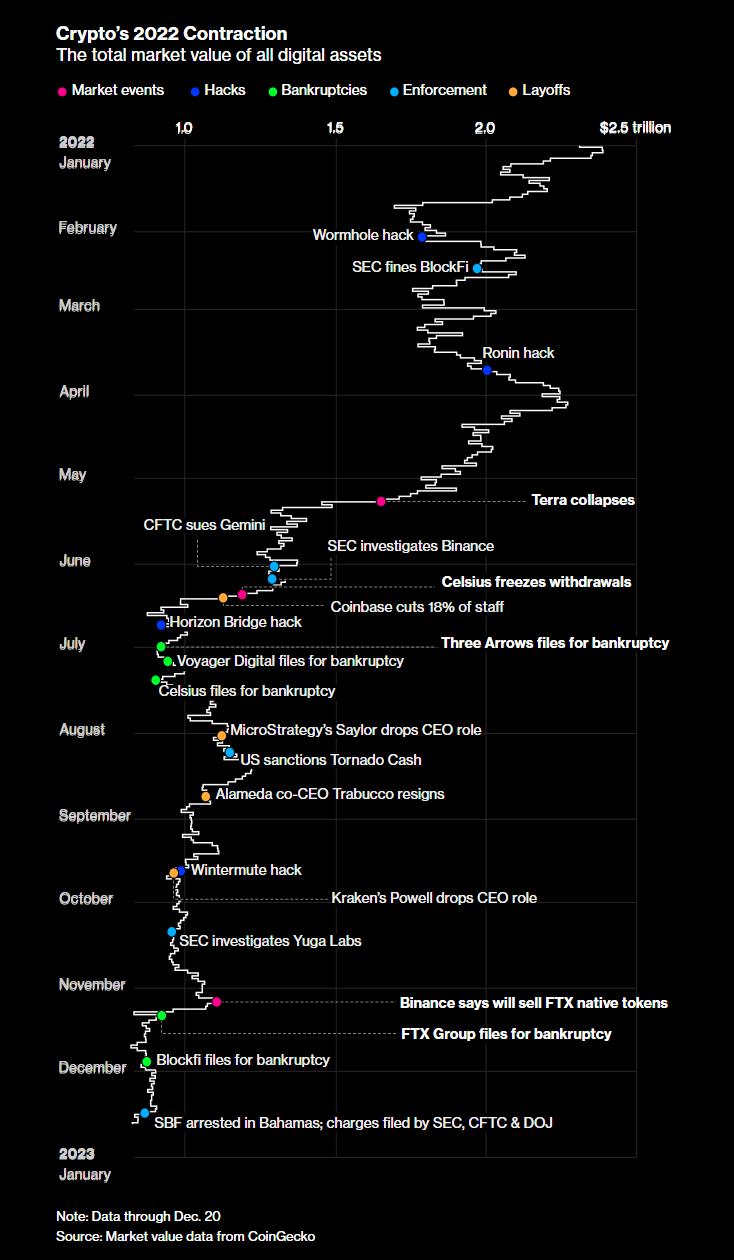 Crypto's 2022 Contraction
The total market value of all digital assets
Market events Hacks Bankruptcies Enforcement Layoffs
1.0 1.5 2.0 $2.5 trillion
2022
January
February
Wormhole hack
SEC fines BlockFi
March
Ronin hack
April
May
Terra collapses
CFTC sues Gemini
SEC investigates Binance
June
Celsius freezes withdrawals
Coinbase cuts 18% of staff
Horizon Bridge hack
July
Three Arrows files for bankruptcy
Voyager Digital files for bankruptcy
Celsius files for bankruptcy
August
MicroStrategy's Saylor drops CEO role
US sanctions Tornado Cash
Alameda co-CEO Trabucco resigns
September
Wintermute hack
October
Kraken's Powell drops CEO role
SEC investigates Yuga Labs
November
Binance says will sell FTX native tokens
FTX Group files for bankruptcy
Blockfi files for bankruptcy
December
SBF arrested in Bahamas; charges filed by SEC, CFTC & DOJ
2023
January
Note: Data through Dec. 20
Source: Market value data from CoinGecko